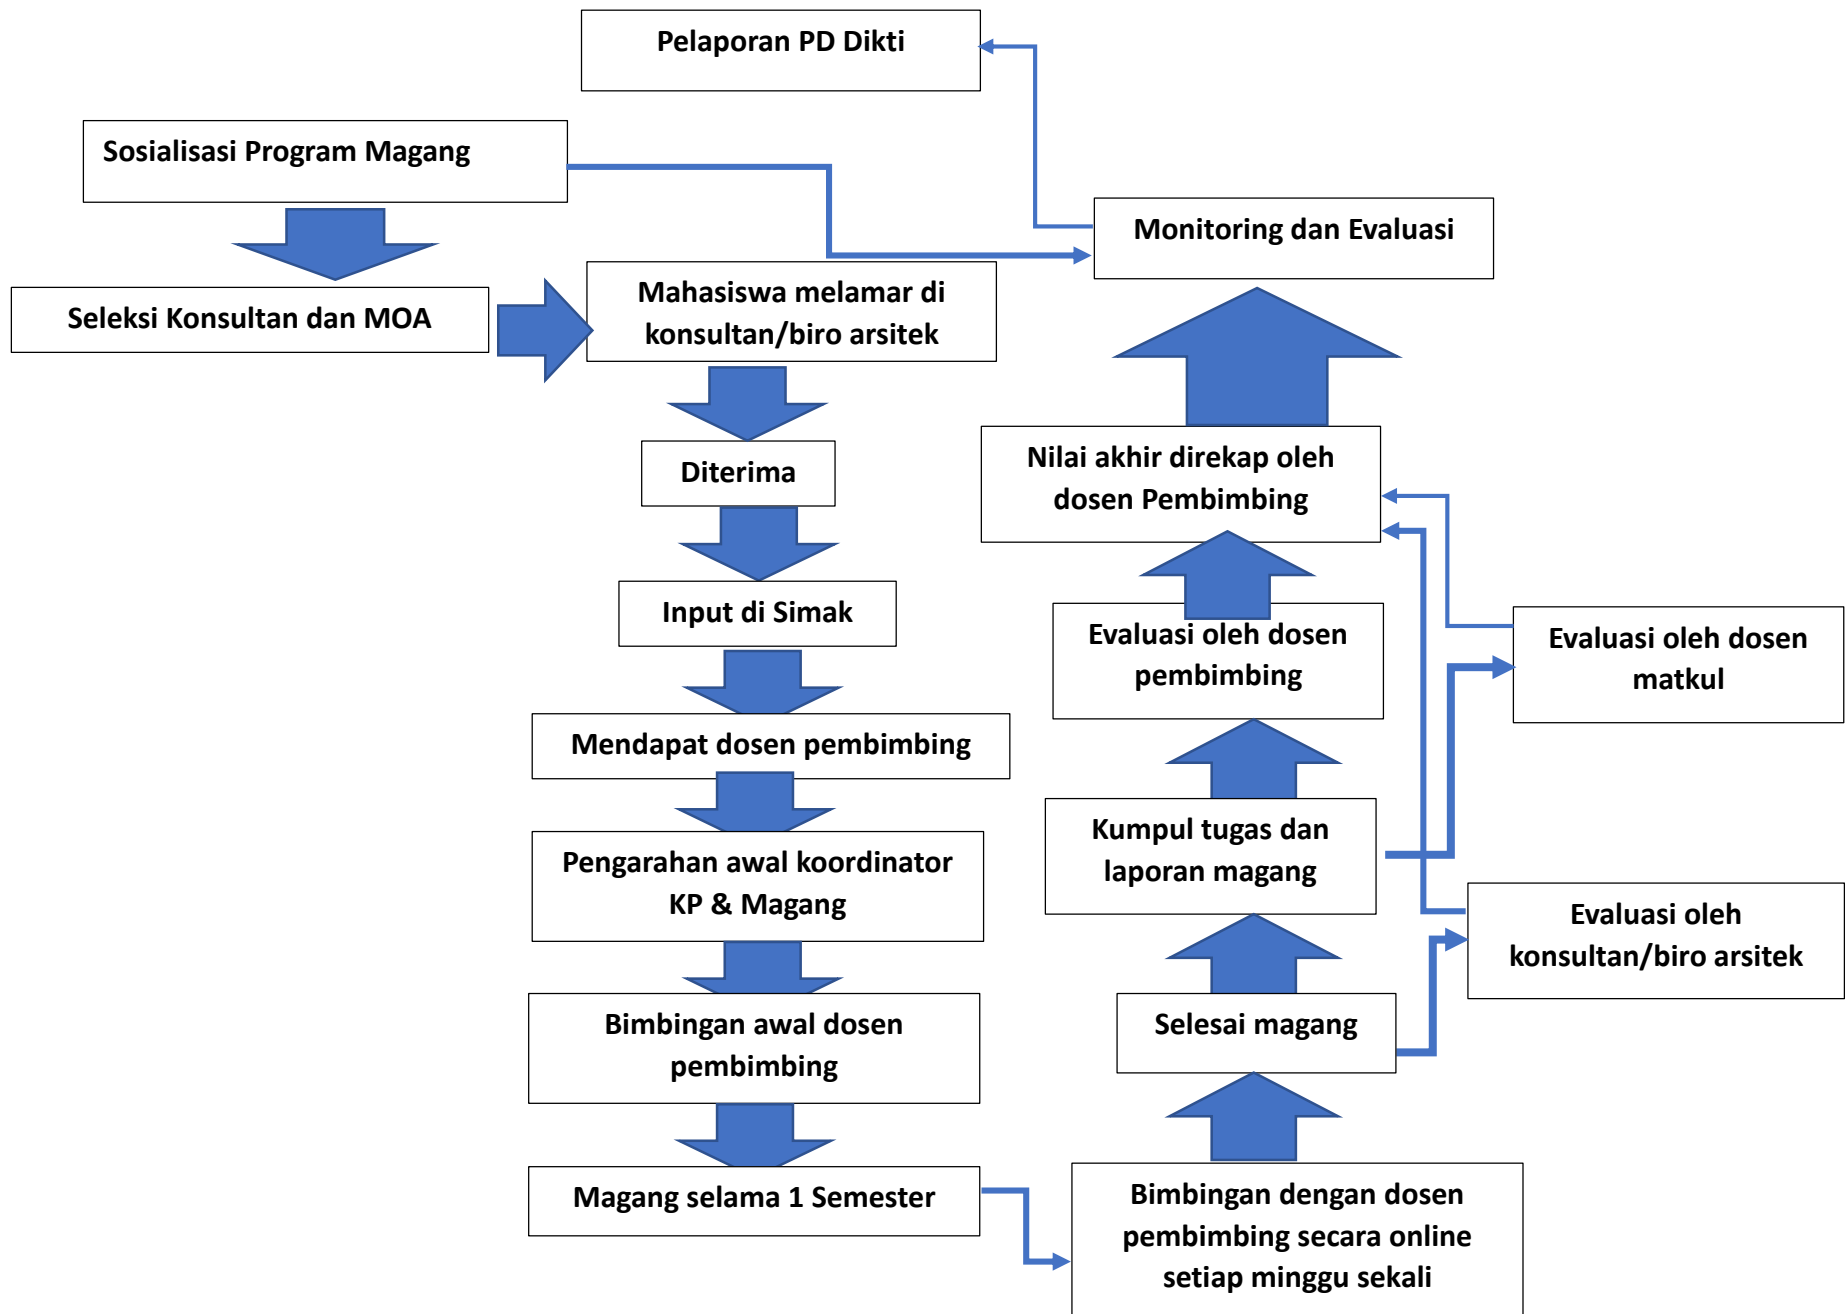 Pelaporan PD Dikti
Sosialisasi Program Magang
Seleksi Konsultan dan MOA
Mahasiswa melamar di
konsultan/biro arsitek
Diterima
Input di Simak
Mendapat dosen pembimbing
Pengarahan awal koordinator
KP & Magang
Bimbingan awal dosen
pembimbing
Magang selama 1 Semester
Bimbingan dengan dosen
pembimbing secara online
setiap minggu sekali
Selesai magang
Evaluasi oleh
konsultan/biro arsitek
Kumpul tugas dan
laporan magang
Evaluasi oleh dosen
matkul
Evaluasi oleh dosen
pembimbing
Nilai akhir direkap oleh
dosen Pembimbing
Monitoring dan Evaluasi